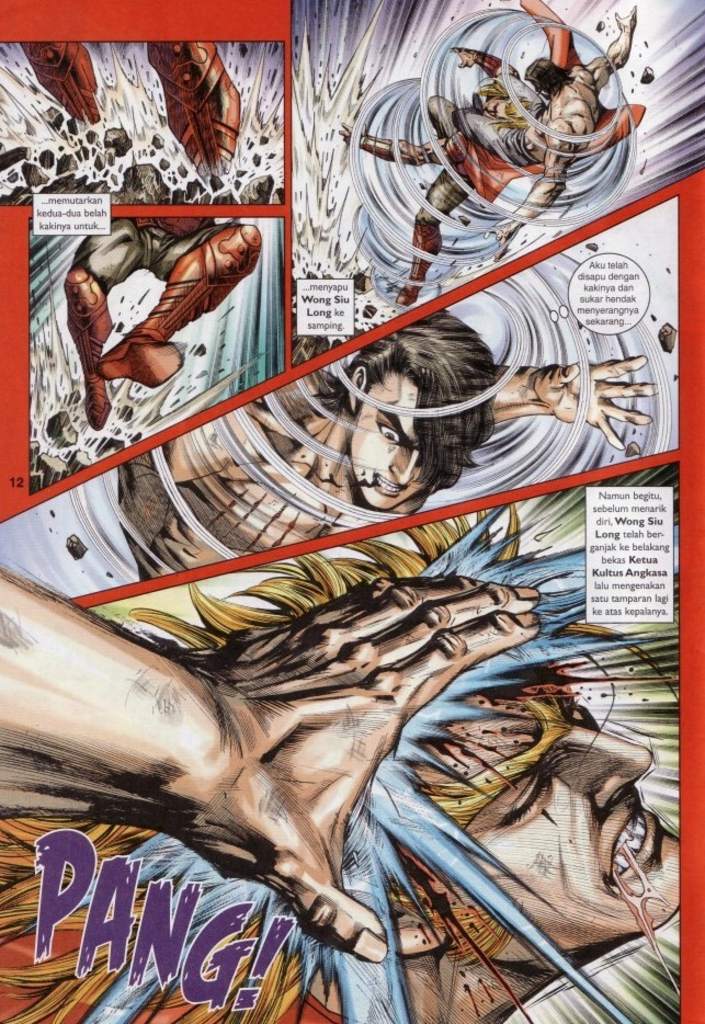 ...memutarkan
kedua-dua belah
kakinya untuk...
...menyapu
Wong Siu
Long ke
samping.
Aku telah
disapu dengan
kakinya dan
sukar hendak
menyerangnya
sekarang...
12
Namun begitu,
sebelum menarik
diri, Wong Siu
Long telah ber-
ganjak ke belakang
bekas Ketua
Kultus Angkasa
lalu mengenakan
satu tamparan lagi
ke atas kepalanya.
PANG!